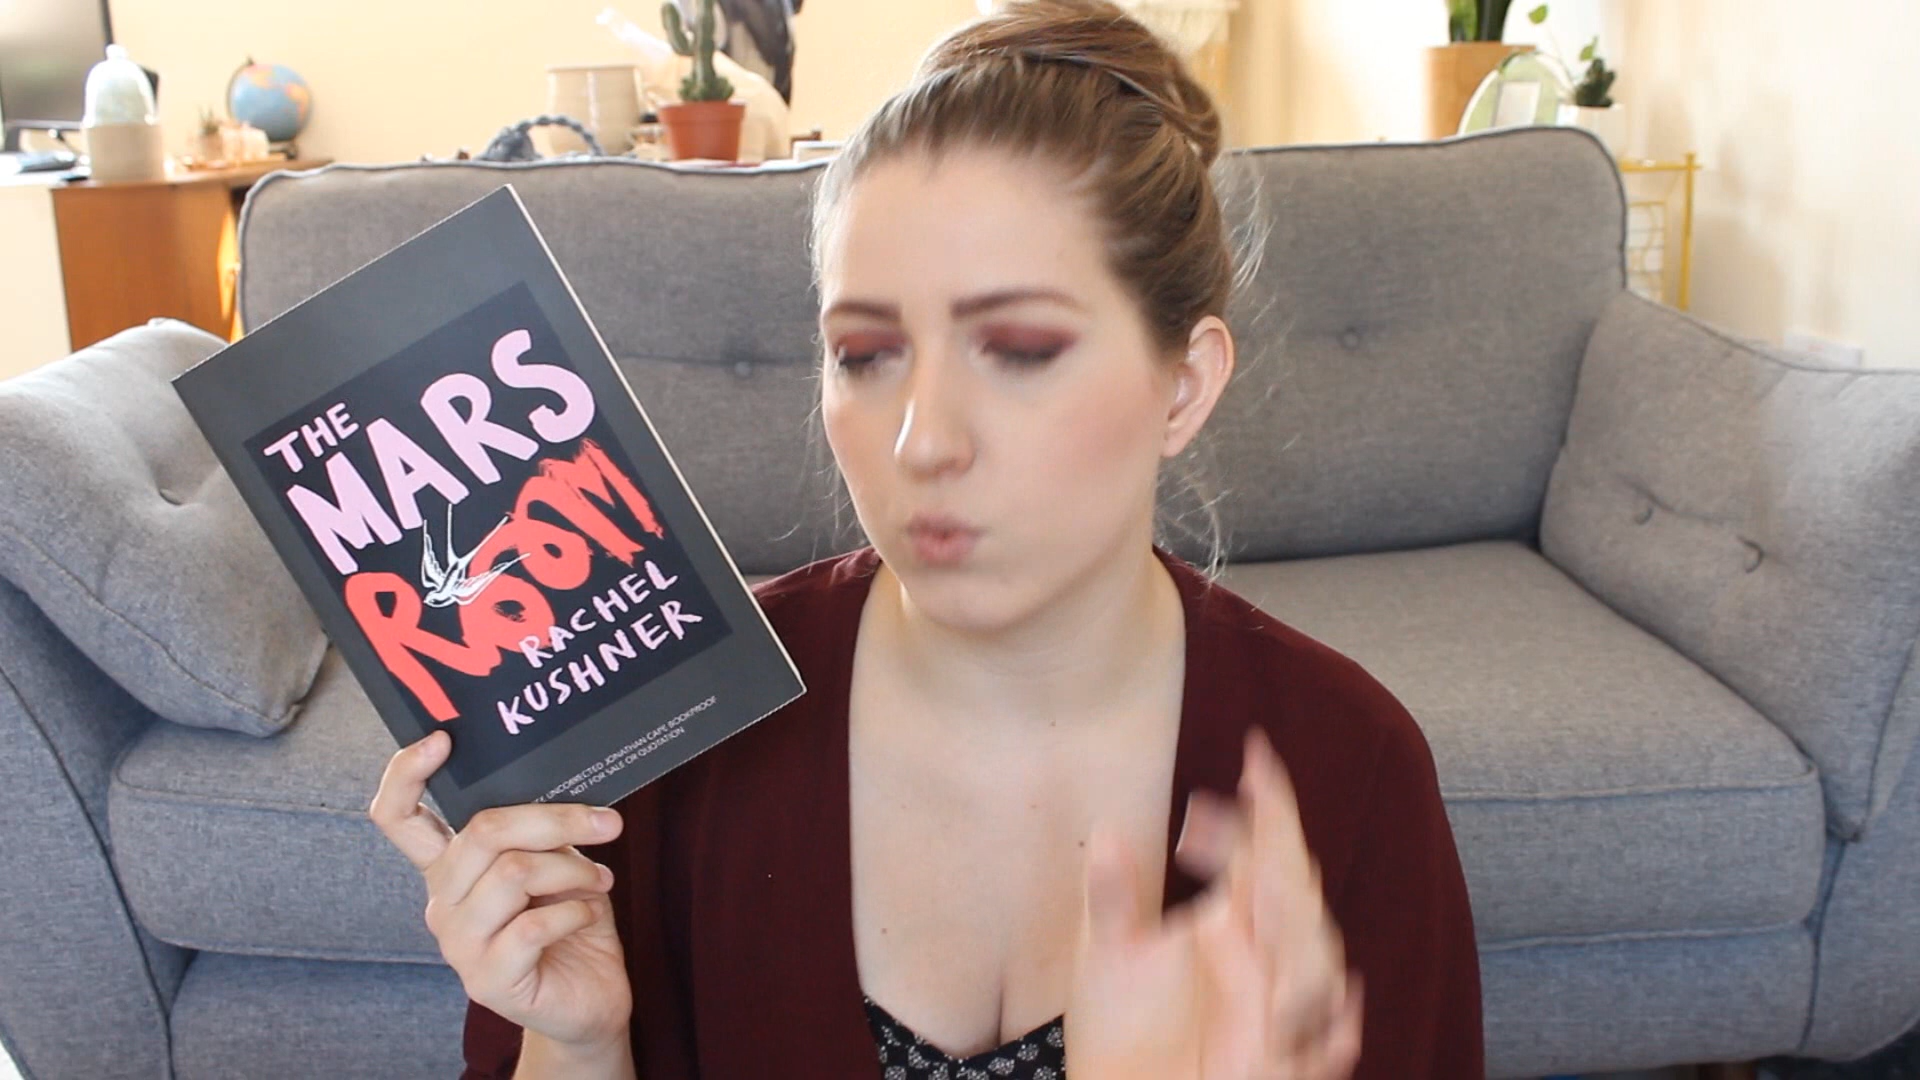 THE
MARS
ROOM
RACHEL
KUSHNER
UNCORRECTED JONATHAN CAPE BOOKPROOF
NOT FOR SALE OR QUOTATION